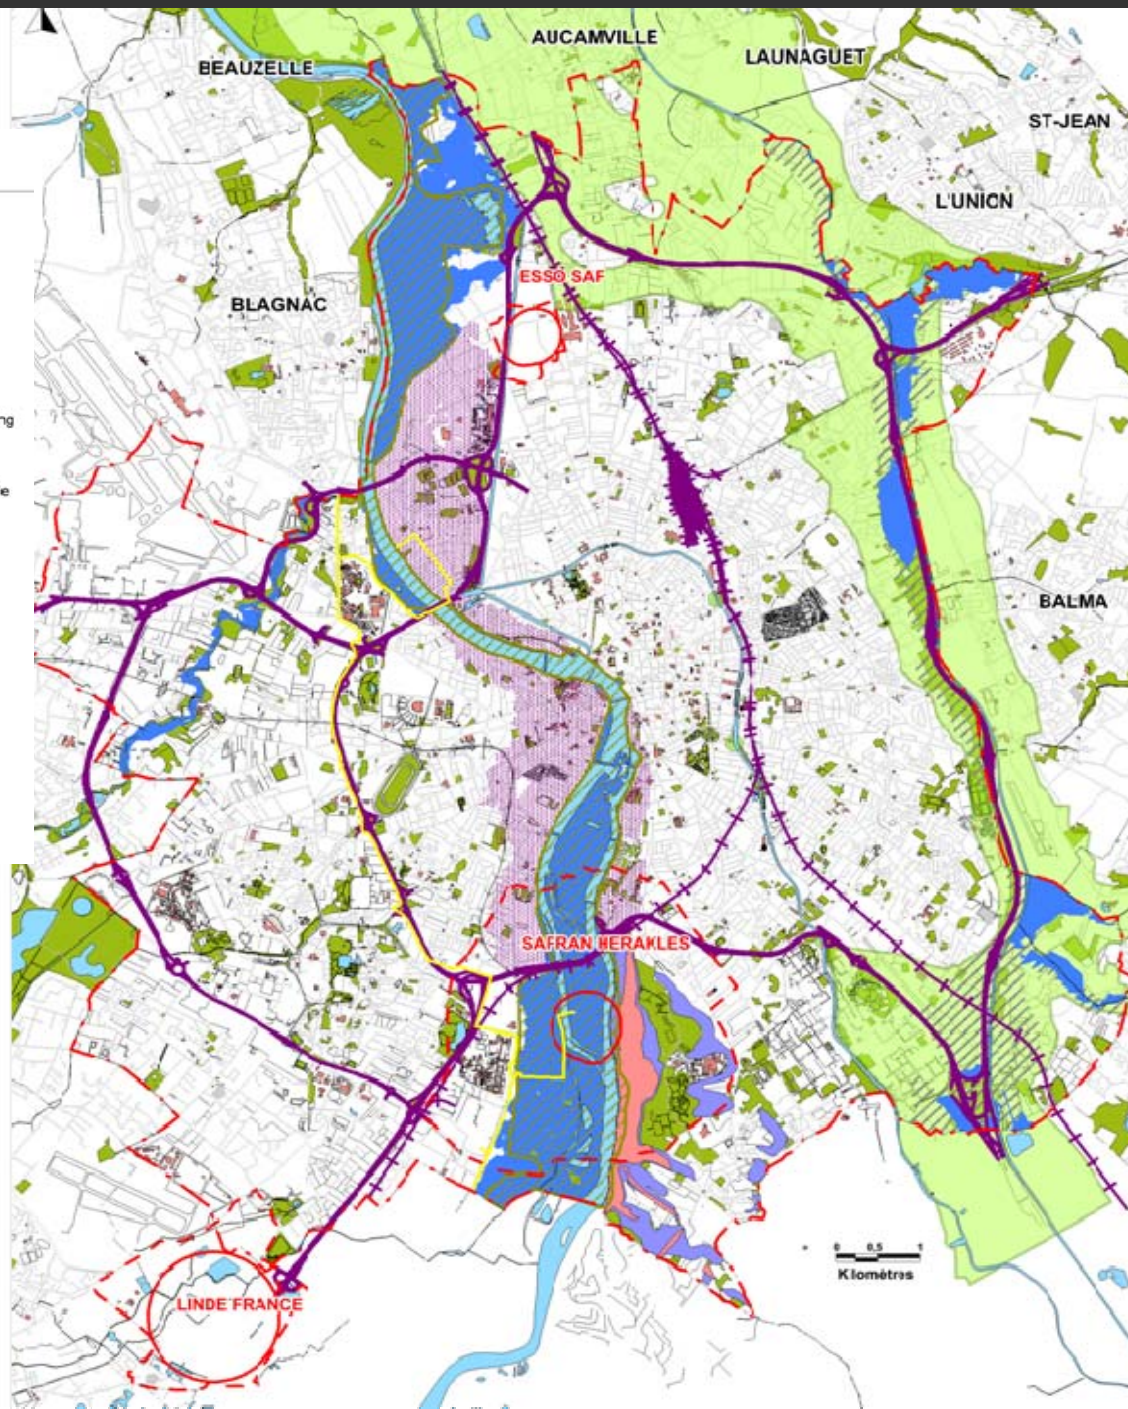 AUCAMVILLE
LAUNAGUET
BEAUZELLE
ST-JEAN
L'UNION
ESSO SAF
BLAGNAC
ng
BALMA
SAFRAN HERAKLES
0 0,5 1
Kilomètres
LINDE FRANCE